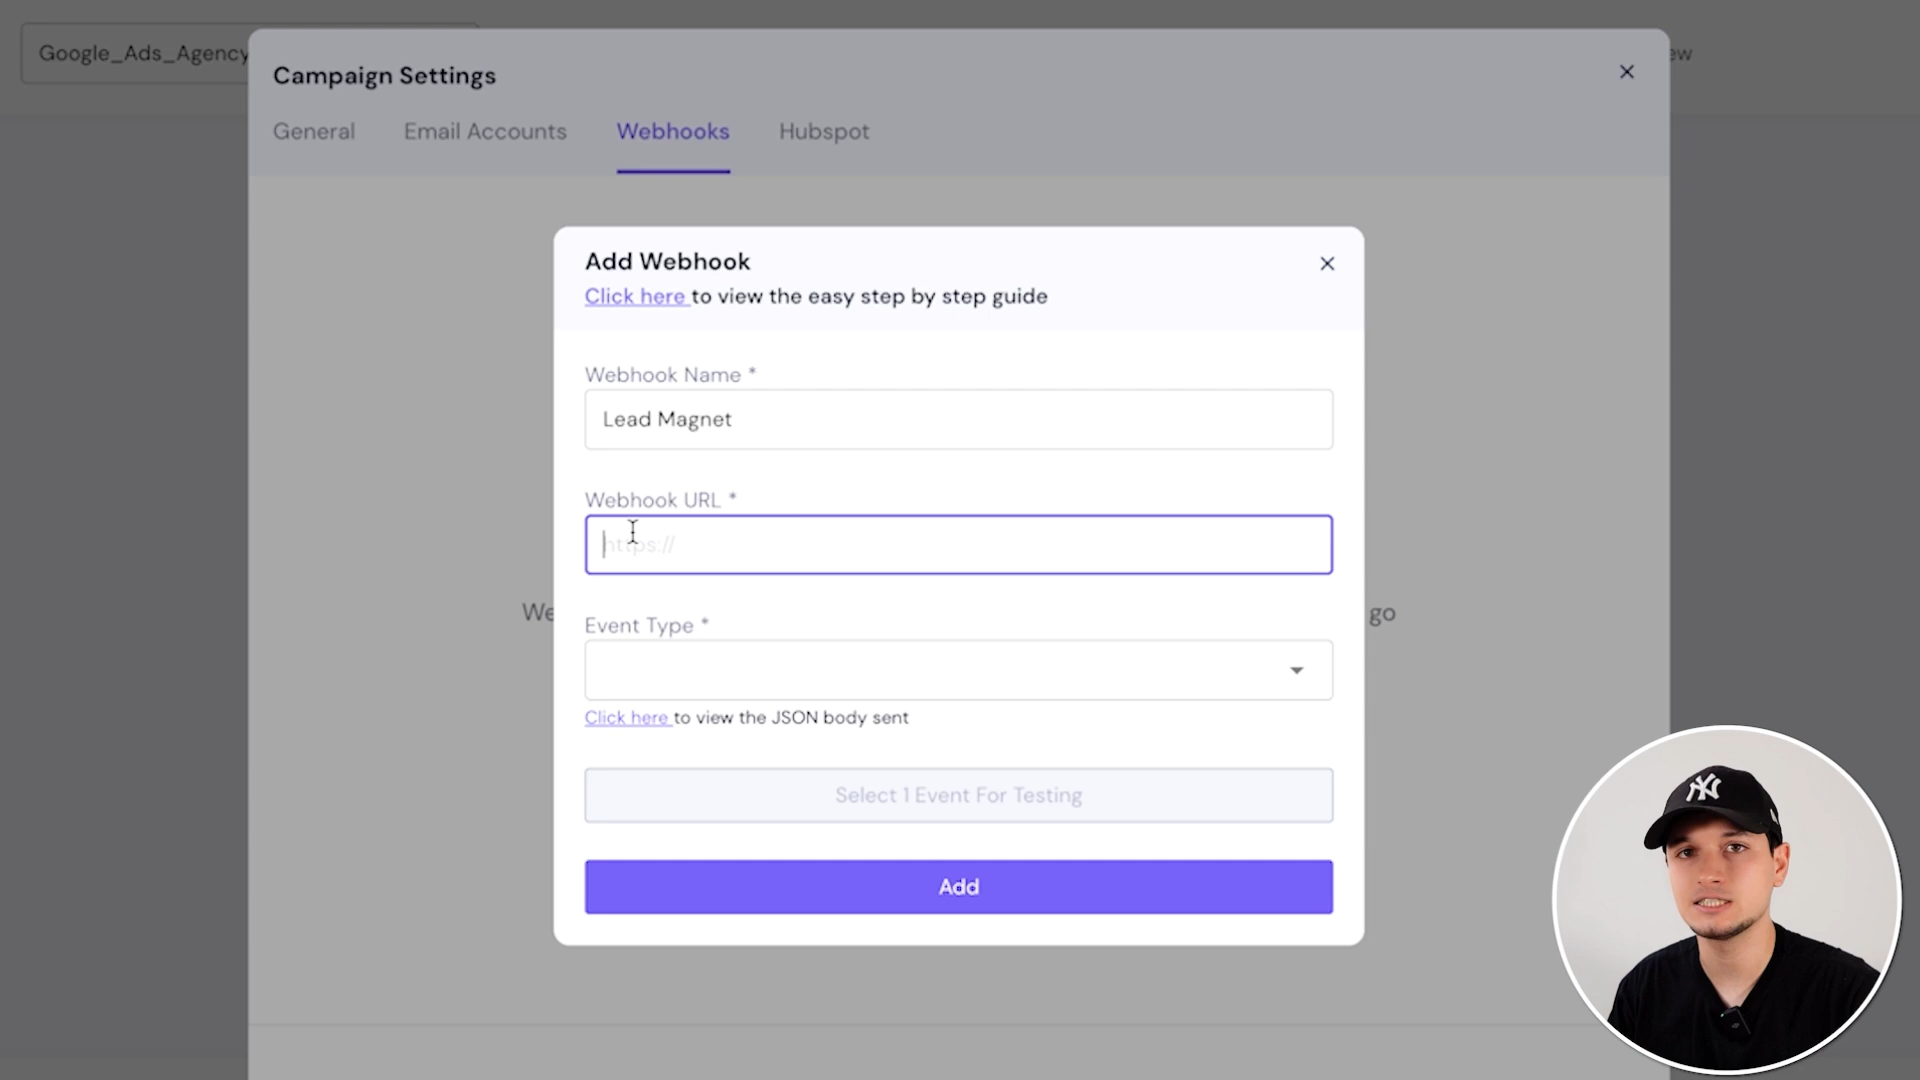 Google_Ads_Agency
ew
Campaign Settings
General
Email Accounts
Webhooks
Hubspot
Add Webhook
Click here to view the easy step by step guide
Webhook Name *
Lead Magnet
Webhook URL *
https://
We
go
Event Type *
Click here to view the JSON body sent
Select 1 Event For Testing
Add
NY